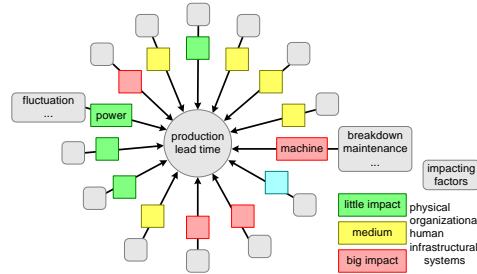 fluctuation
...
power
production
lead time
machine
breakdown
maintenance
...
impacting
factors
little impact
medium
big impact
physical
organizational
human
infrastructural
systems